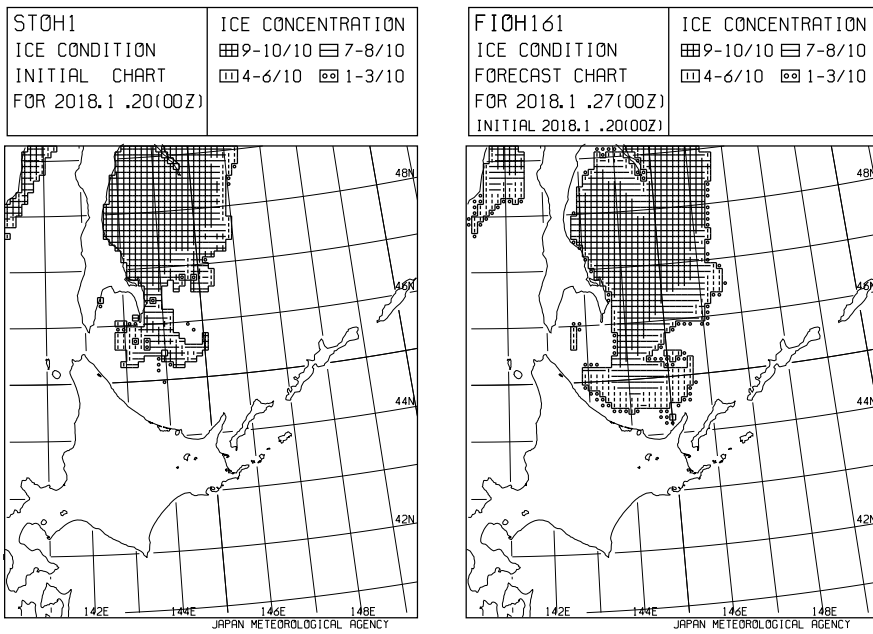 STOH1
ICE CONDITION
INITIAL CHART
FOR 2018.1 .20(00Z)
ICE CONCENTRATION
9-10/10 7-8/10
4-6/10 1-3/10
48N
46N
44N
42N
142E 144E 146E 148E
JAPAN METEOROLOGICAL AGENCY
FIOH161
ICE CONDITION
FORECAST CHART
FOR 2018.1 .27(00Z)
INITIAL 2018.1 .20(00Z)
ICE CONCENTRATION
9-10/10 7-8/10
4-6/10 1-3/10
48N
46N
44N
42N
142E 144E 146E 148E
JAPAN METEOROLOGICAL AGENCY